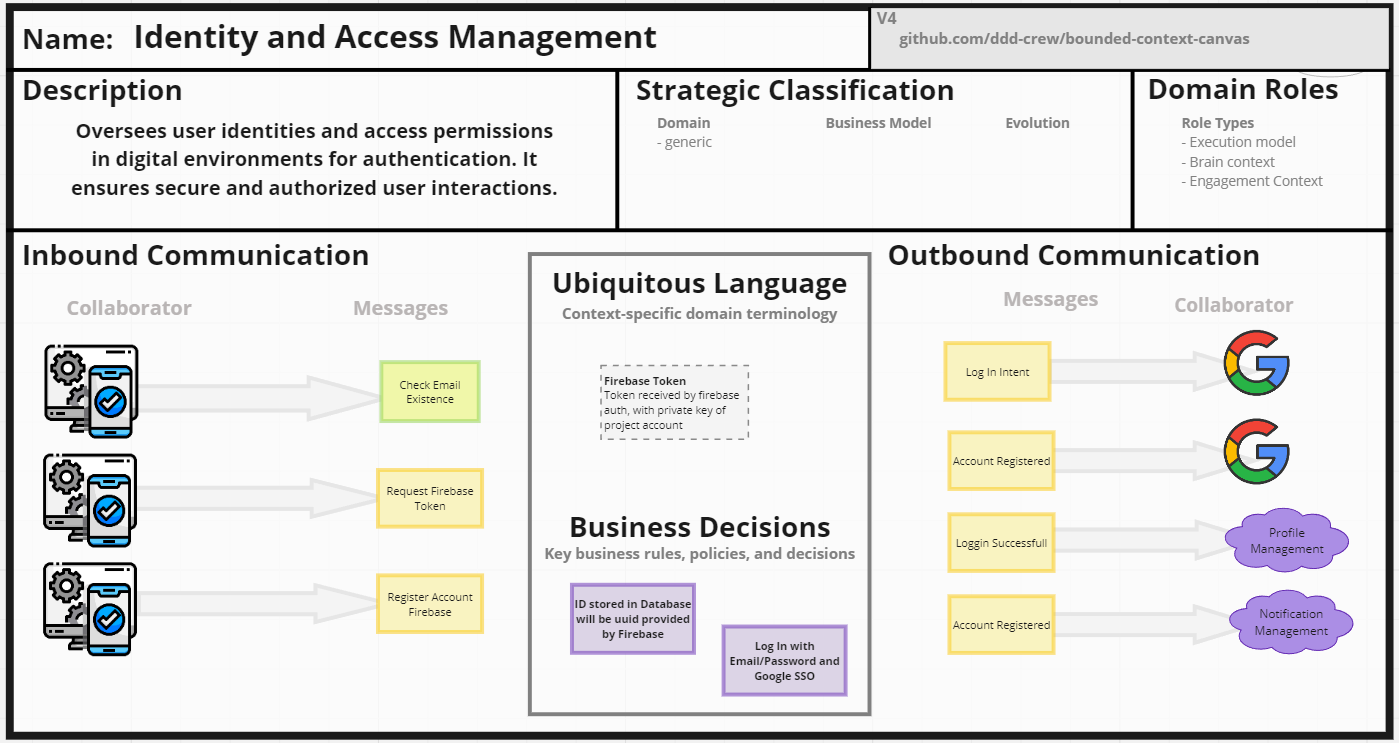 Name: Identity and Access Management
V4
github.com/ddd-crew/bounded-context-canvas
Description
Oversees user identities and access permissions
in digital environments for authentication. It
ensures secure and authorized user interactions.
Strategic Classification
Domain
- generic
Business Model
Evolution
Domain Roles
Role Types
- Execution model
- Brain context
- Engagement Context
Inbound Communication
Collaborator
Messages
Check Email
Existence
Request Firebase
Token
Register Account
Firebase
Ubiquitous Language
Context-specific domain terminology
Firebase Token
Token received by firebase
auth, with private key of
project account
Business Decisions
Key business rules, policies, and decisions
ID stored in Database
will be uuid provided
by Firebase
Log In with
Email/Password and
Google SSO
Outbound Communication
Messages
Collaborator
Log In Intent
Account Registered
Loggin Successfull
Profile
Management
Account Registered
Notification
Management